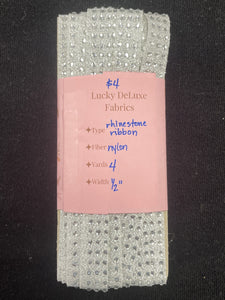 $4
Lucky DeLuxe
Fabrics
rhinestone
Type ribbon
Fiber nylon
Yards 4
Width 1/2"